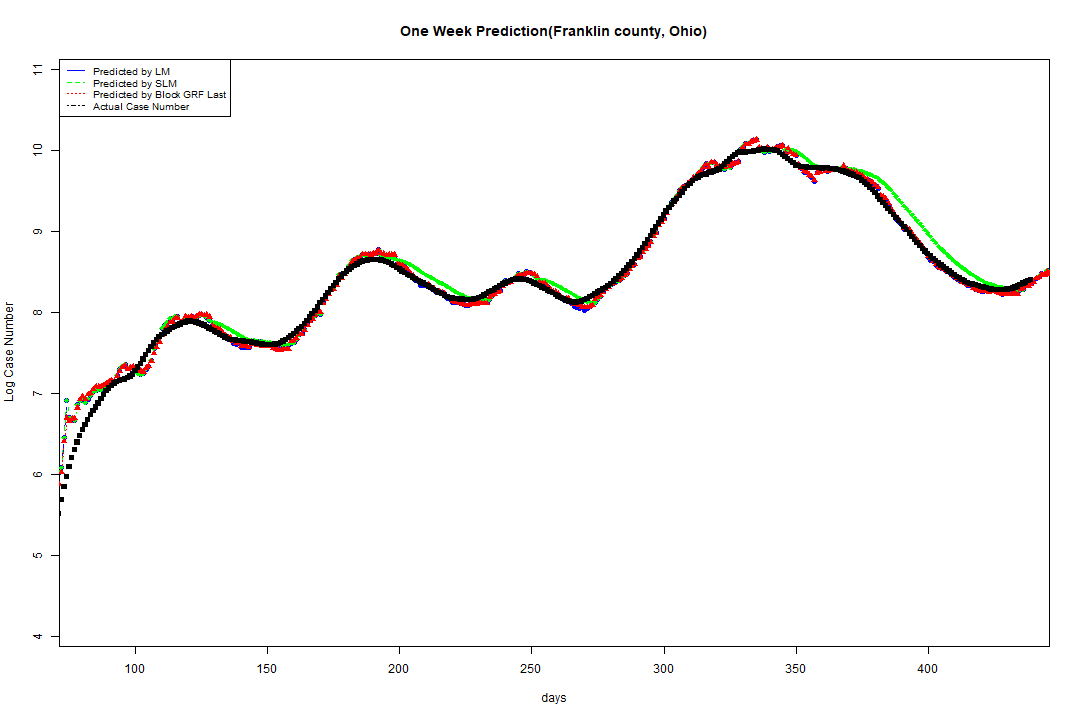 One Week Prediction(Franklin county, Ohio)
Predicted by LM
Predicted by SLM
Predicted by Block GRF Last
Actual Case Number
Log Case Number
11
10
9
8
7
6
5
4
100 150 200 250 300 350 400
days